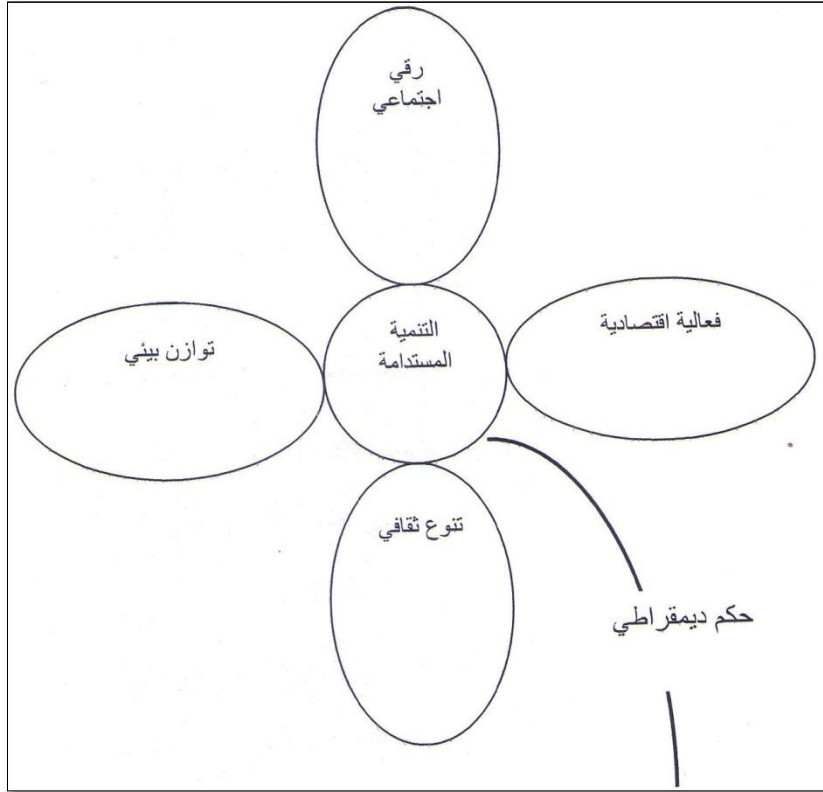 رقي
اجتماعي
فعالية اقتصادية
التنمية
المستدامة
توازن بيئي
تنوع ثقافي
حكم ديمقراطي